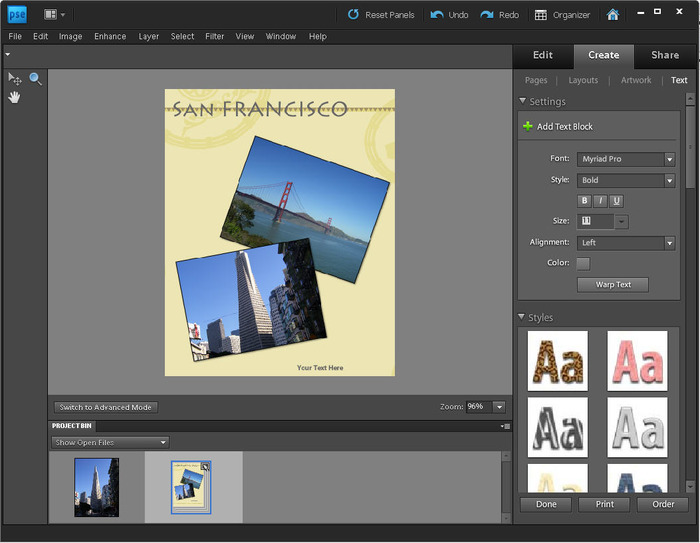 pse
Reset Panels
Undo
Redo
Organizer
File Edit Image Enhance Layer Select Filter View Window Help
Edit
Create
Share
Pages
Layouts
Artwork
Text
SAN FRANCISCO
Your Text Here
Settings
Add Text Block
Font: Myriad Pro
Style: Bold
B I U
Size: 11
Alignment: Left
Color:
Warp Text
Styles
Aa Aa
Aa Aa
Switch to Advanced Mode
Zoom: 96%
PROJECT BIN
Show Open Files
Done
Print
Order